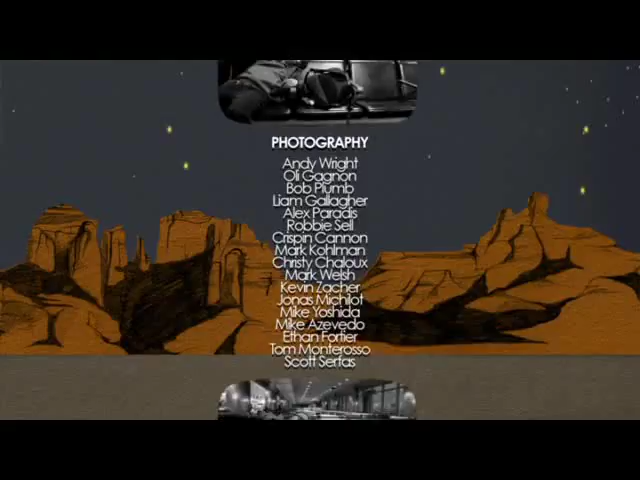 PHOTOGRAPHY
Andy Wright
Oli Gagnon
Bob Plumb
Liam Gallagher
Alex Paradis
Robbie Sell
Crispin Cannon
Mark Kohlman
Christy Chaloux
Mark Welsh
Kevin Zacher
Jonas Michilot
Mike Yoshida
Mike Azevedo
Ethan Fortier
Tom Monterosso
Scott Serfas